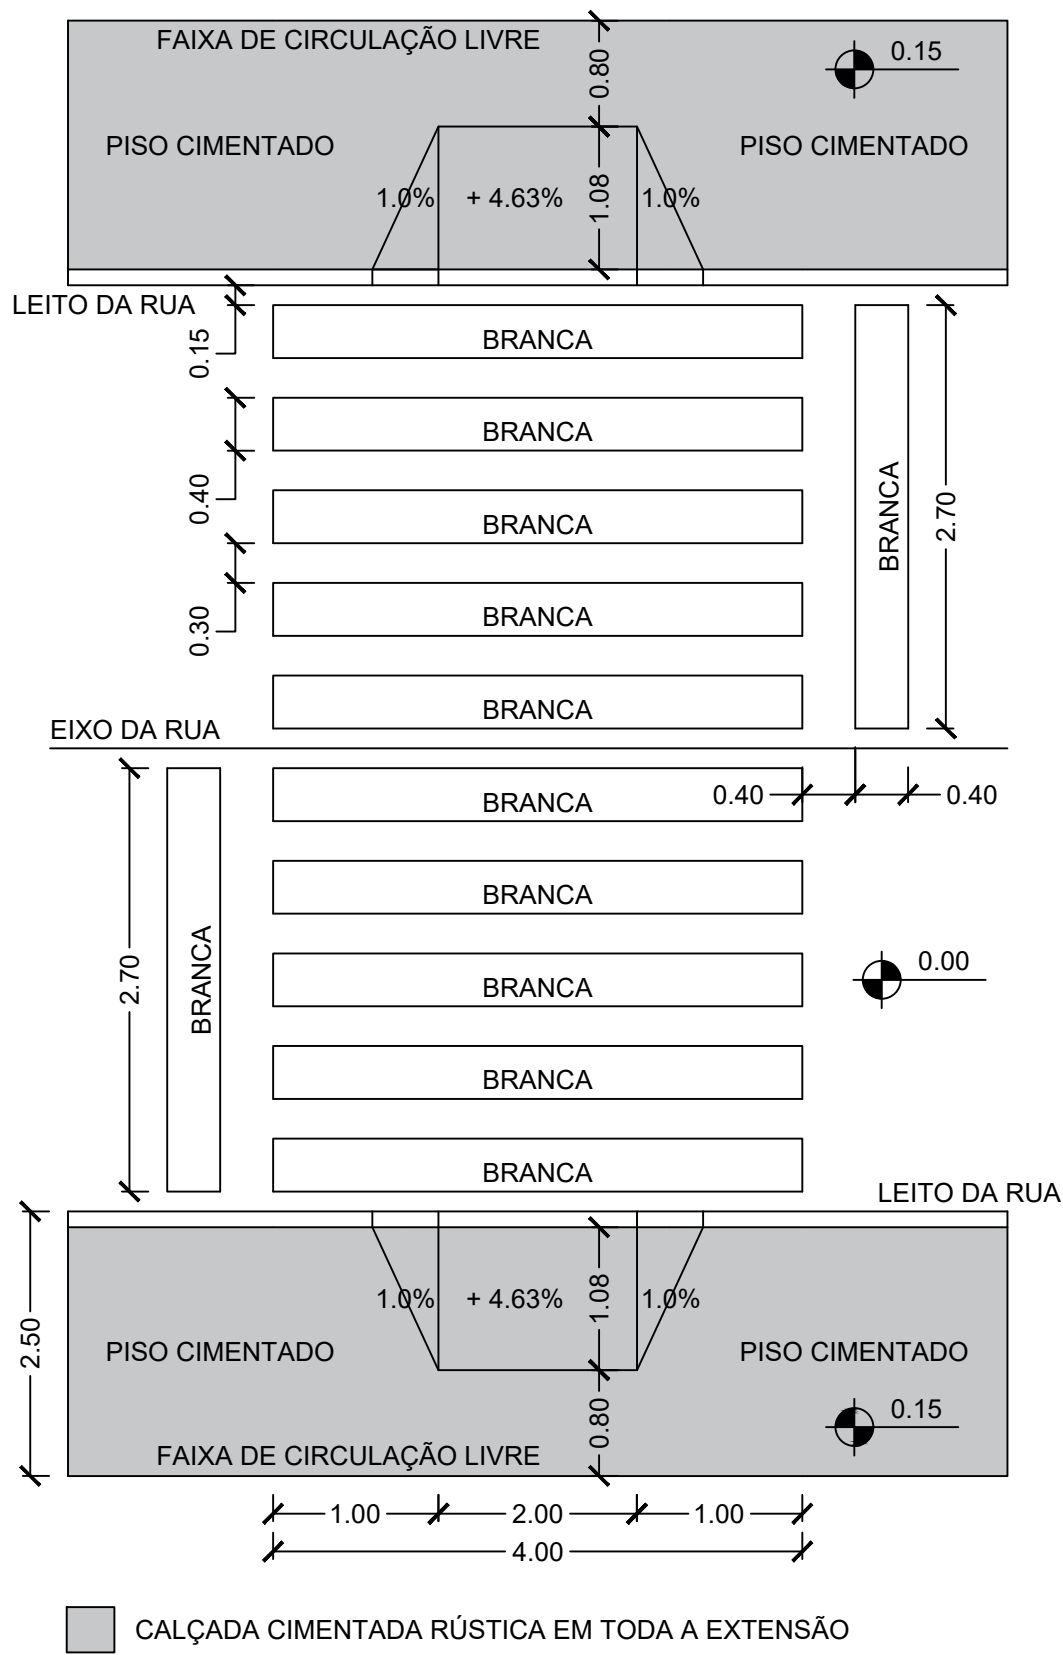 FAIXA DE CIRCULAÇÃO LIVRE
0.80
0.15
PISO CIMENTADO
PISO CIMENTADO
1.0%
+ 4.63%
1.08
1.0%
LEITO DA RUA
0.15
BRANCA
BRANCA
0.40
BRANCA
BRANCA
2.70
0.30
BRANCA
BRANCA
EIXO DA RUA
BRANCA
0.40
0.40
BRANCA
2.70
BRANCA
BRANCA
0.00
BRANCA
BRANCA
LEITO DA RUA
1.0%
+ 4.63%
1.08
1.0%
2.50
PISO CIMENTADO
PISO CIMENTADO
0.80
0.15
FAIXA DE CIRCULAÇÃO LIVRE
1.00
2.00
1.00
4.00
CALÇADA CIMENTADA RÚSTICA EM TODA A EXTENSÃO